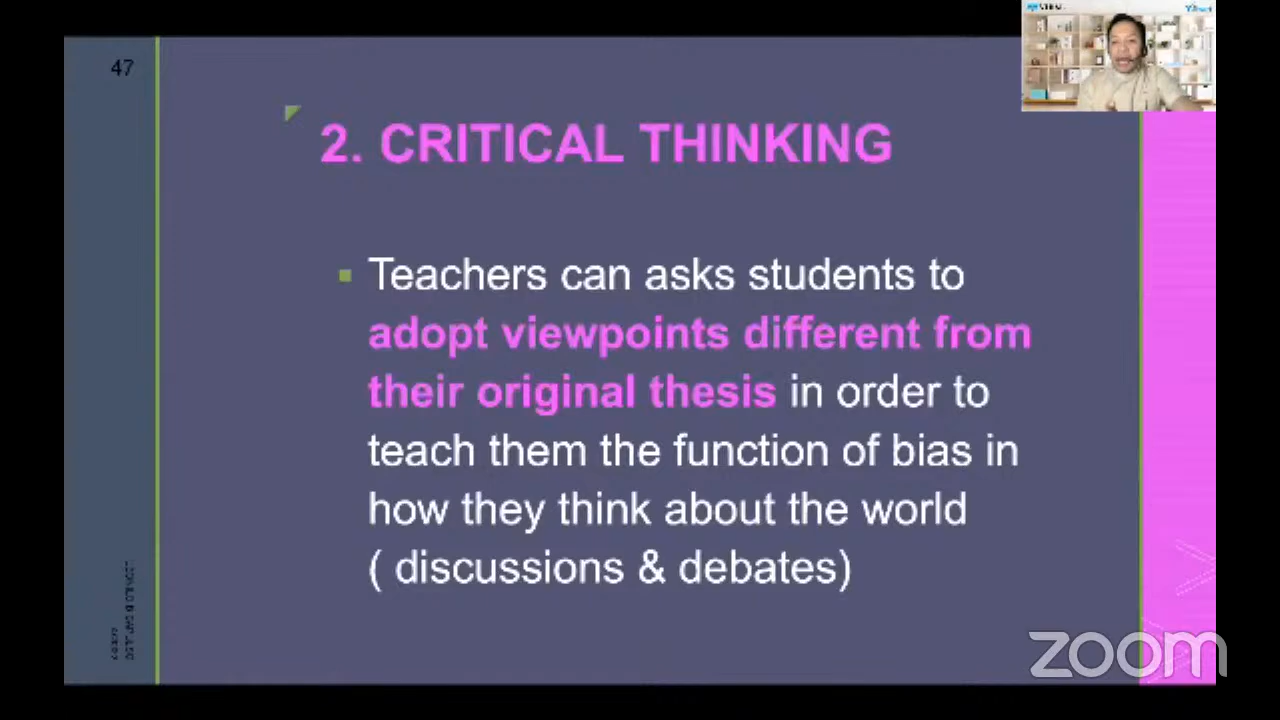 47
2. CRITICAL THINKING
Teachers can asks students to
adopt viewpoints different from
their original thesis in order to
teach them the function of bias in
how they think about the world
( discussions & debates)
zoom